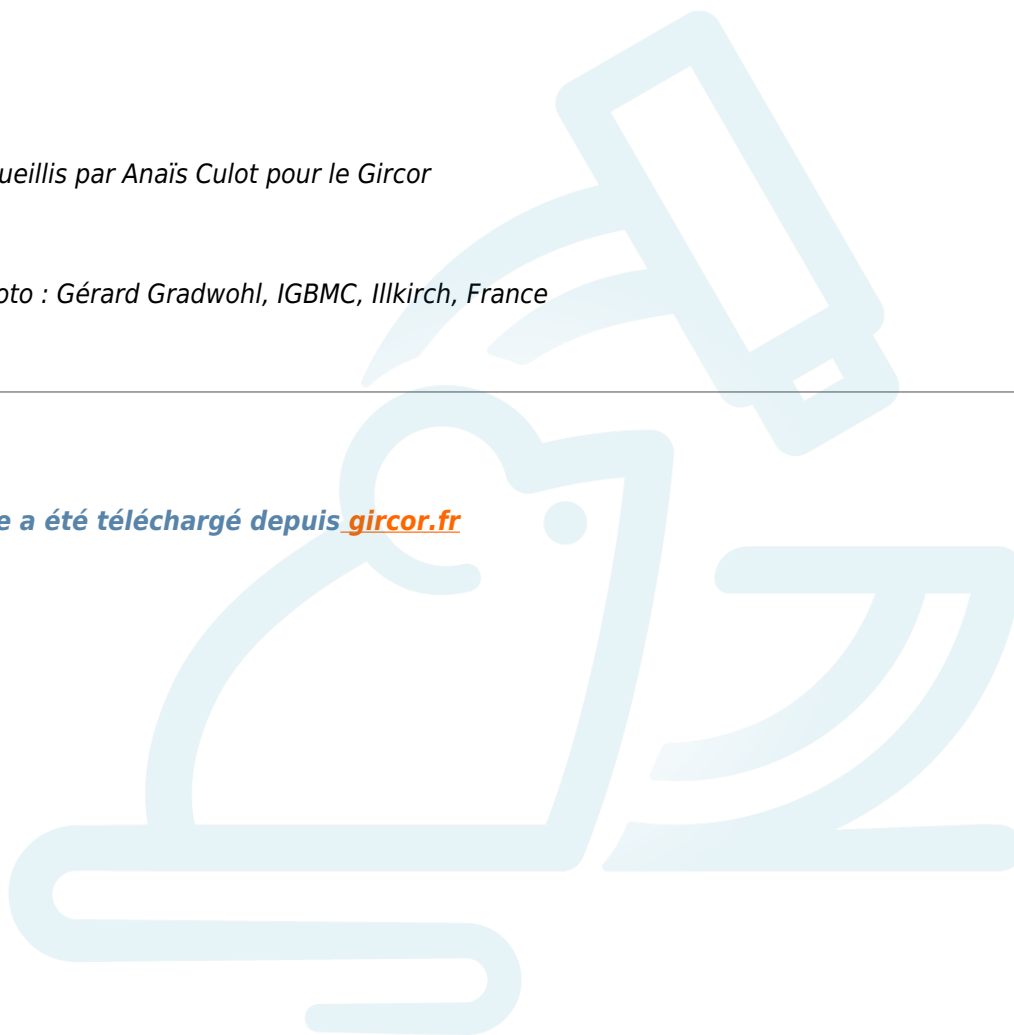 ueillis par Anaïs Culot pour le Gircor
oto : Gérard Gradwohl, IGBMC, Illkirch, France
e a été téléchargé depuis gircor.fr